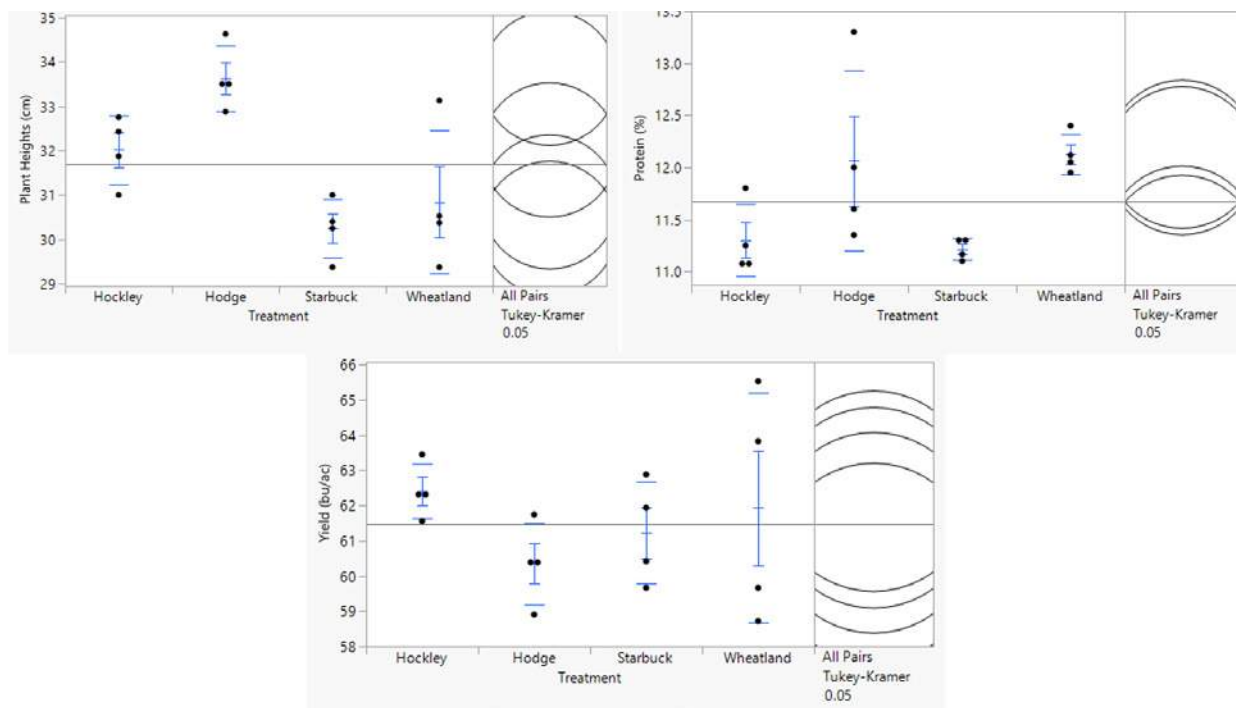 Plant Heights (cm)
35
34
33
32
31
30
29
Hockley Hodge Starbuck Wheatland
Treatment
All Pairs
Tukey-Kramer
0.05
Protein (%)
13.5
13.0
12.5
12.0
11.5
11.0
Hockley Hodge Starbuck Wheatland
Treatment
All Pairs
Tukey-Kramer
0.05
Yield (bu/ac)
66
65
64
63
62
61
60
59
58
Hockley Hodge Starbuck Wheatland
Treatment
All Pairs
Tukey-Kramer
0.05